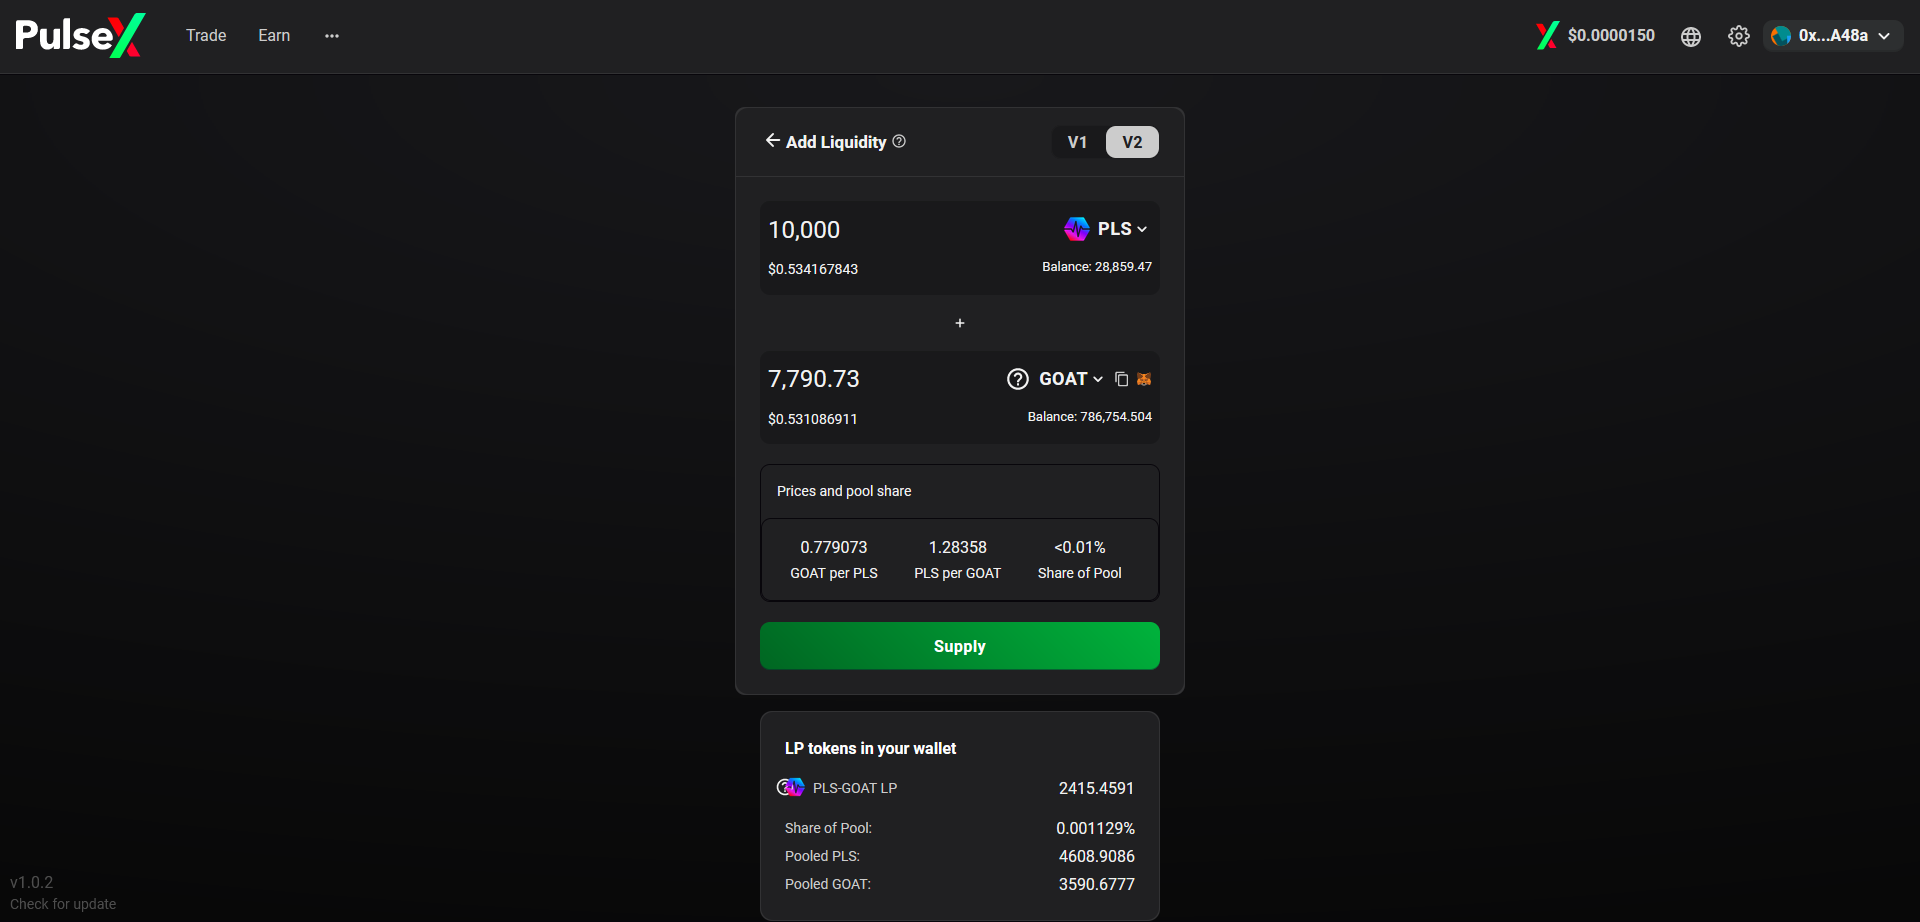 PulseX
Trade
Earn
$0.0000150
0x...A48a
Add Liquidity
V1
V2
10,000
PLS
$0.534167843
Balance: 28,859.47
+
7,790.73
GOAT
$0.531086911
Balance: 786,754.504
Prices and pool share
0.779073
1.28358
<0.01%
GOAT per PLS
PLS per GOAT
Share of Pool
Supply
LP tokens in your wallet
PLS-GOAT LP
2415.4591
Share of Pool:
0.001129%
Pooled PLS:
4608.9086
Pooled GOAT:
3590.6777
v1.0.2
Check for update